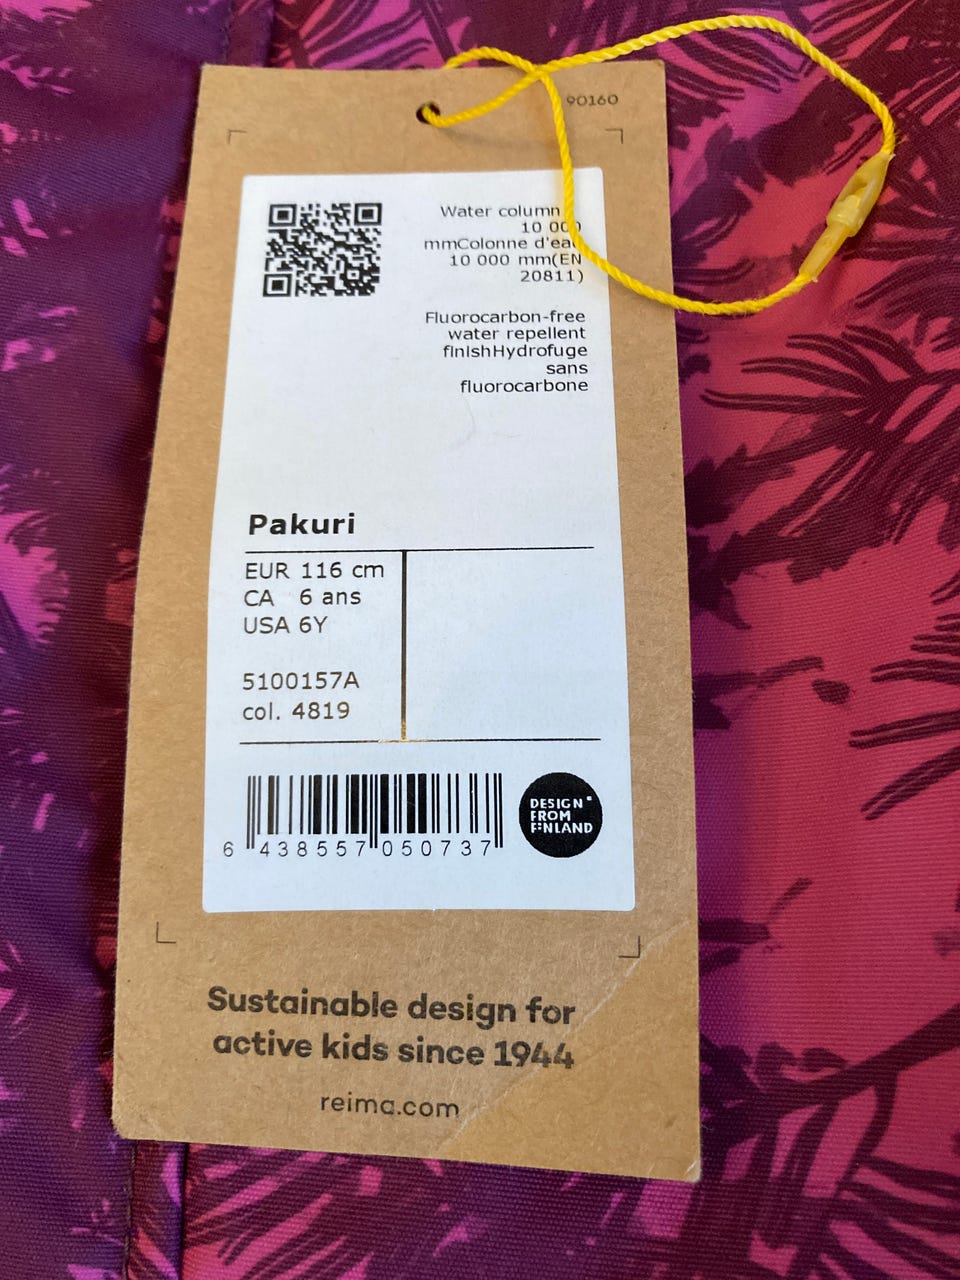 90160
Water column
10 000
mmColonne d'eau
10 000 mm(EN
20811)
Fluorocarbon-free
water repellent
finishHydrofuge
sans
fluorocarbone
Pakuri
EUR 116 cm
CA 6 ans
USA 6Y
5100157A
col. 4819
6 438557 050737
DESIGN
FROM
FINLAND
Sustainable design for
active kids since 1944
reima.com